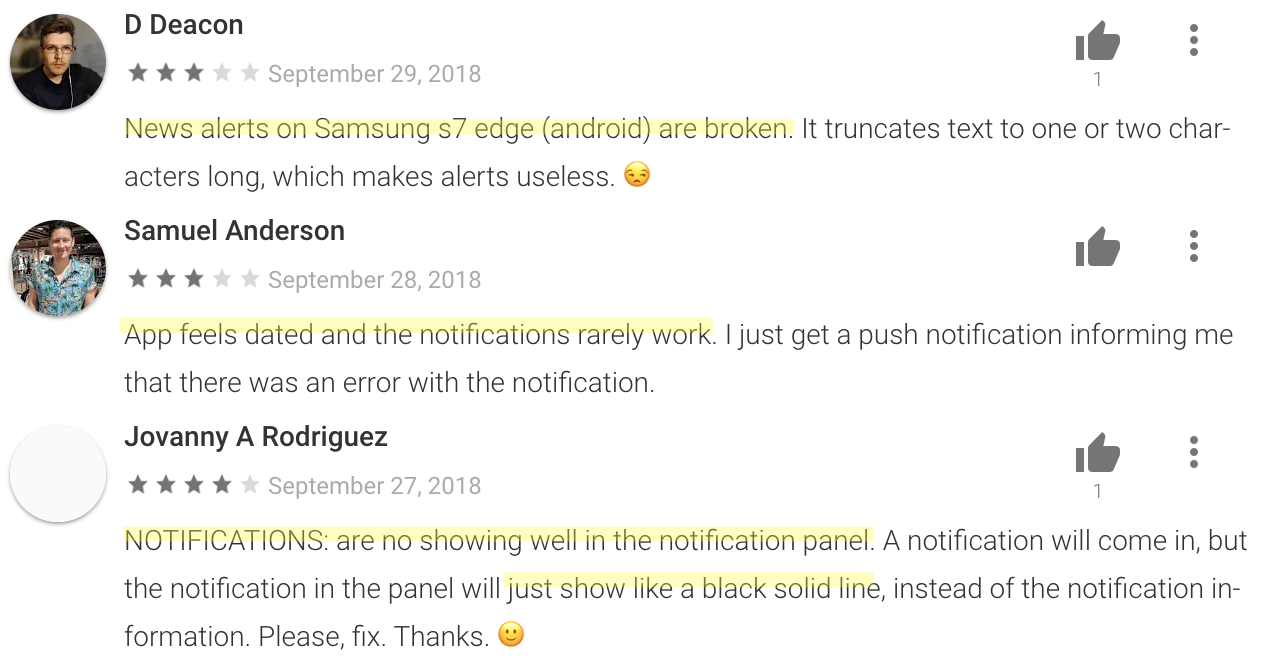 D Deacon
September 29, 2018
1
News alerts on Samsung s7 edge (android) are broken. It truncates text to one or two char-
acters long, which makes alerts useless. 😒
Samuel Anderson
September 28, 2018
App feels dated and the notifications rarely work. I just get a push notification informing me
that there was an error with the notification.
Jovanny A Rodriguez
September 27, 2018
1
NOTIFICATIONS: are no showing well in the notification panel. A notification will come in, but
the notification in the panel will just show like a black solid line, instead of the notification in-
formation. Please, fix. Thanks. 🙂